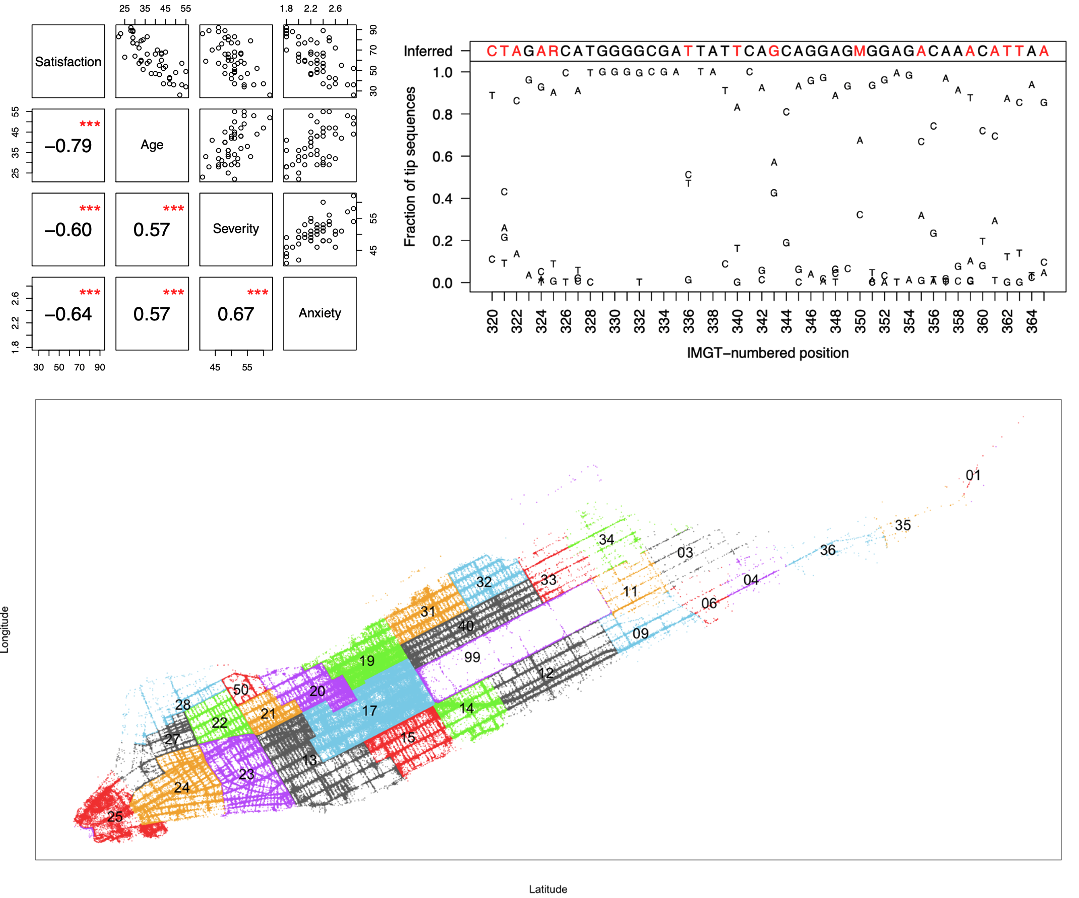 25 35 45 55
1.8 2.2 2.6
Satisfaction
30 50 70 90
*** −0.79
Age
25 35 45 55
*** −0.60
*** 0.57
Severity
45 55
*** −0.64
*** 0.57
*** 0.67
Anxiety
1.8 2.2 2.6
30 50 70 90
45 55
Inferred CTAGARCATGGGGCGATTATTCAGCAGGAGMGGAGACAAACATTAA
Fraction of tip sequences
1.0
0.8
0.6
0.4
0.2
0.0
320 322 324 326 328 330 332 334 336 338 340 342 344 346 348 350 352 354 356 358 360 362 364
IMGT−numbered position
01
35
36
34
03
04
33
11
06
32
09
31
40
99
12
19
50
20
28
17
14
21
22
27
15
13
23
24
25
Longitude
Latitude